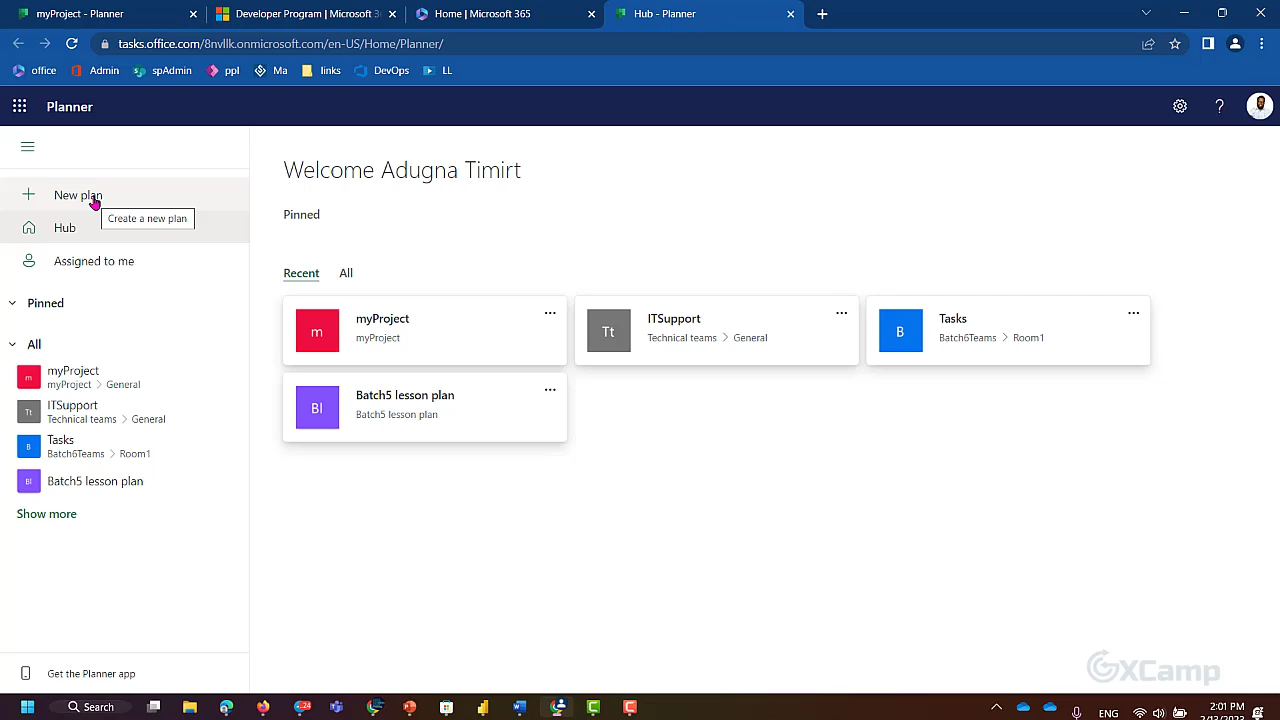 myProject - Planner
Developer Program | Microsoft 3
Home | Microsoft 365
Hub - Planner
tasks.office.com/8nvllk.onmicrosoft.com/en-US/Home/Planner/
office
Admin
spAdmin
ppl
Ma
links
DevOps
LL
Planner
New plan
Create a new plan
Hub
Assigned to me
Pinned
All
m
myProject
myProject > General
Tt
ITSupport
Technical teams > General
B
Tasks
Batch6Teams > Room1
Bl
Batch5 lesson plan
Show more
Get the Planner app
Welcome Adugna Timirt
Pinned
Recent
All
m
myProject
myProject
Tt
ITSupport
Technical teams > General
B
Tasks
Batch6Teams > Room1
Bl
Batch5 lesson plan
Batch5 lesson plan
GXCamp
Search
24
ENG
2:01 PM